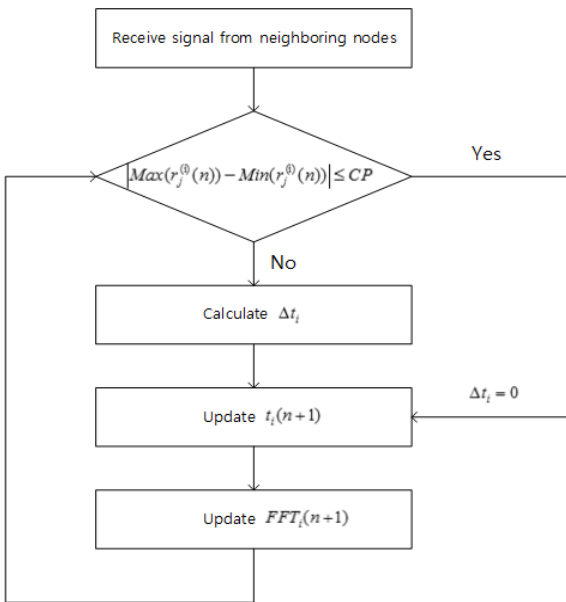 Receive signal from neighboring nodes
|Max(r_j^{(i)}(n)) − Min(r_j^{(i)}(n))| ≤ CP
Yes
No
Calculate Δt_i
Update t_i(n+1)
Δt_i = 0
Update FFT_i(n+1)